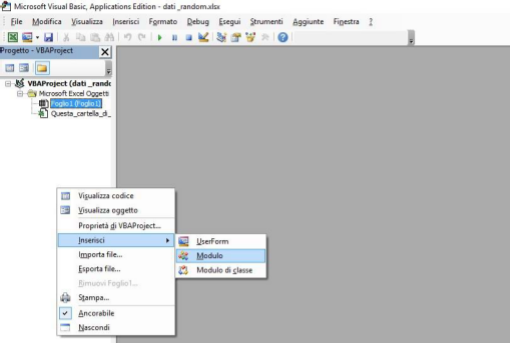 Microsoft Visual Basic, Applications Edition - dati_random.xlsx
File Modifica Visualizza Inserisci Formato Debug Esegui Strumenti Aggiunte Finestra ?
Progetto - VBAProject
VBAProject (dati _rando
Microsoft Excel Oggetti
Foglio1 (Foglio1)
Questa_cartella_di_
Visualizza codice
Visualizza oggetto
Proprietà di VBAProject...
Inserisci
UserForm
Importa file...
Modulo
Esporta file...
Modulo di classe
Rimuovi Foglio1...
Stampa...
Ancorabile
Nascondi